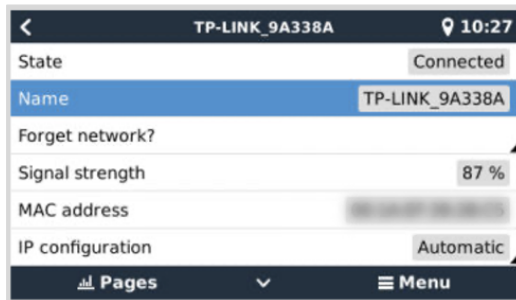 TP-LINK_9A338A 10:27
State Connected
Name TP-LINK_9A338A
Forget network?
Signal strength 87 %
MAC address
IP configuration Automatic
Pages Menu